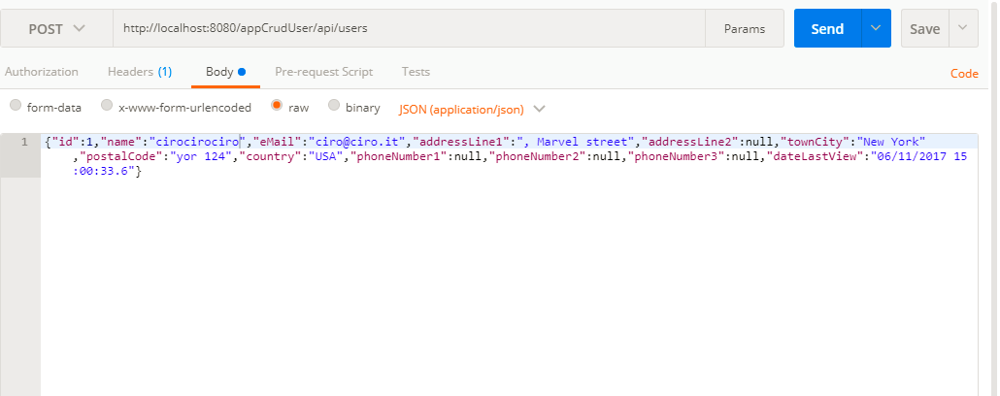 POST http://localhost:8080/appCrudUser/api/users Params Send Save
Authorization Headers (1) Body Pre-request Script Tests Code
form-data x-www-form-urlencoded raw binary JSON (application/json)
1 {"id":1,"name":"cirocirociro","eMail":"ciro@ciro.it","addressLine1":", Marvel street","addressLine2":null,"townCity":"New York"
,"postalCode":"yor 124","country":"USA","phoneNumber1":null,"phoneNumber2":null,"phoneNumber3":null,"dateLastView":"06/11/2017 15
:00:33.6"}